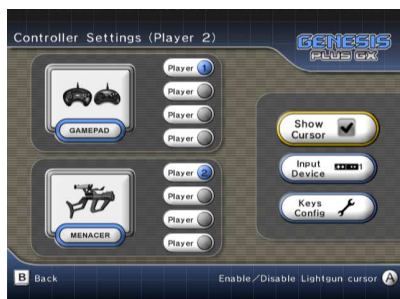 Controller Settings (Player 2)
GENESIS
PLUS GX
Player 1
Player
Player
Player
GAMEPAD
Player 2
Player
Player
Player
MENACER
Show
Cursor
Input
Device
Keys
Config
B Back
Enable/Disable Lightgun cursor A